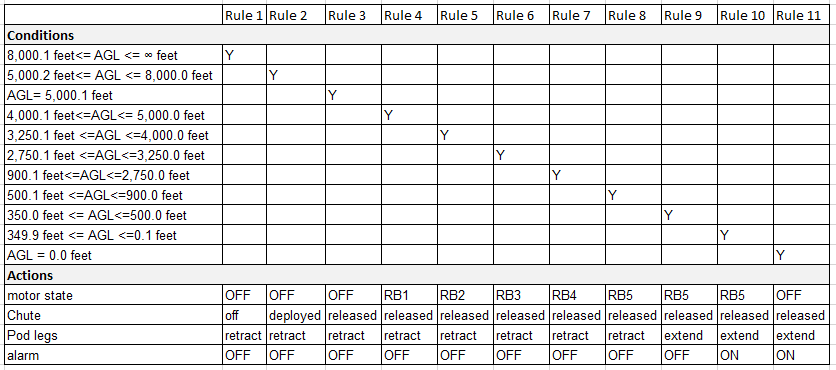 Rule 1 Rule 2 Rule 3 Rule 4 Rule 5 Rule 6 Rule 7 Rule 8 Rule 9 Rule 10 Rule 11
Conditions
8,000.1 feet<= AGL <= ∞ feet Y
5,000.2 feet<= AGL <= 8,000.0 feet Y
AGL= 5,000.1 feet Y
4,000.1 feet<=AGL<= 5,000.0 feet Y
3,250.1 feet <=AGL <=4,000.0 feet Y
2,750.1 feet <=AGL<=3,250.0 feet Y
900.1 feet<=AGL<=2,750.0 feet Y
500.1 feet <=AGL<=900.0 feet Y
350.0 feet <= AGL<=500.0 feet Y
349.9 feet <= AGL <=0.1 feet Y
AGL = 0.0 feet Y
Actions
motor state OFF OFF OFF RB1 RB2 RB3 RB4 RB5 RB5 RB5 OFF
Chute off deployed released released released released released released released released released
Pod legs retract retract retract retract retract retract retract retract extend extend extend
alarm OFF OFF OFF OFF OFF OFF OFF OFF OFF ON ON